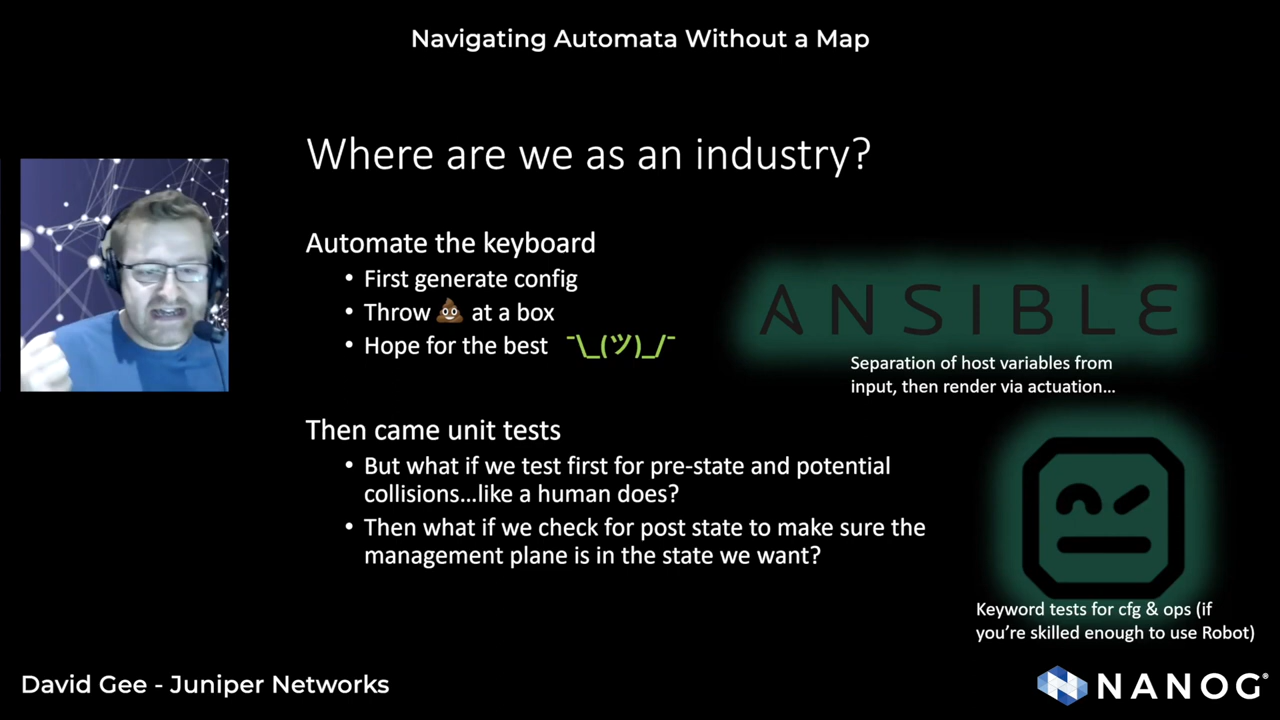 Navigating Automata Without a Map
Where are we as an industry?
Automate the keyboard
• First generate config
• Throw 💩 at a box
• Hope for the best ¯\_(ツ)_/¯
ANSIBLE
Separation of host variables from
input, then render via actuation...
Then came unit tests
• But what if we test first for pre-state and potential
collisions...like a human does?
• Then what if we check for post state to make sure the
management plane is in the state we want?
Keyword tests for cfg & ops (if
you're skilled enough to use Robot)
David Gee - Juniper Networks
NANOG®